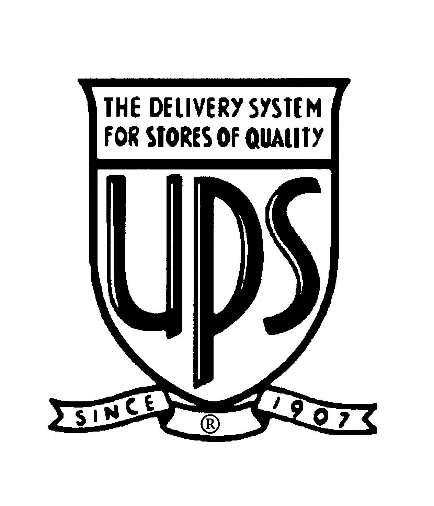 THE DELIVERY SYSTEM
FOR STORES OF QUALITY
UPS
SINCE ® 1907